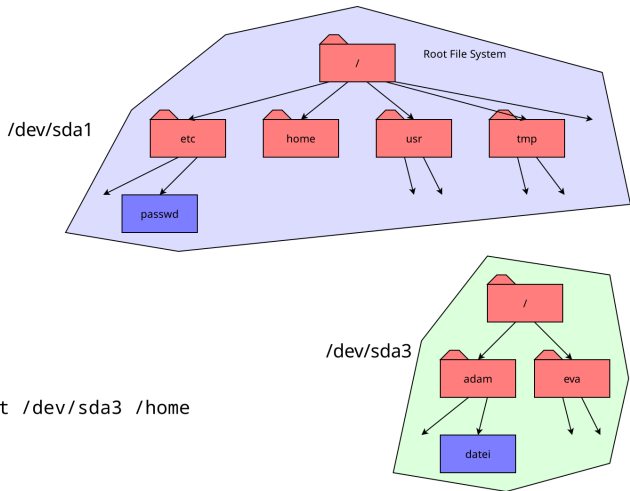 /
Root File System
/dev/sda1
etc
home
usr
tmp
passwd
/
/dev/sda3
adam
eva
t /dev/sda3 /home
datei